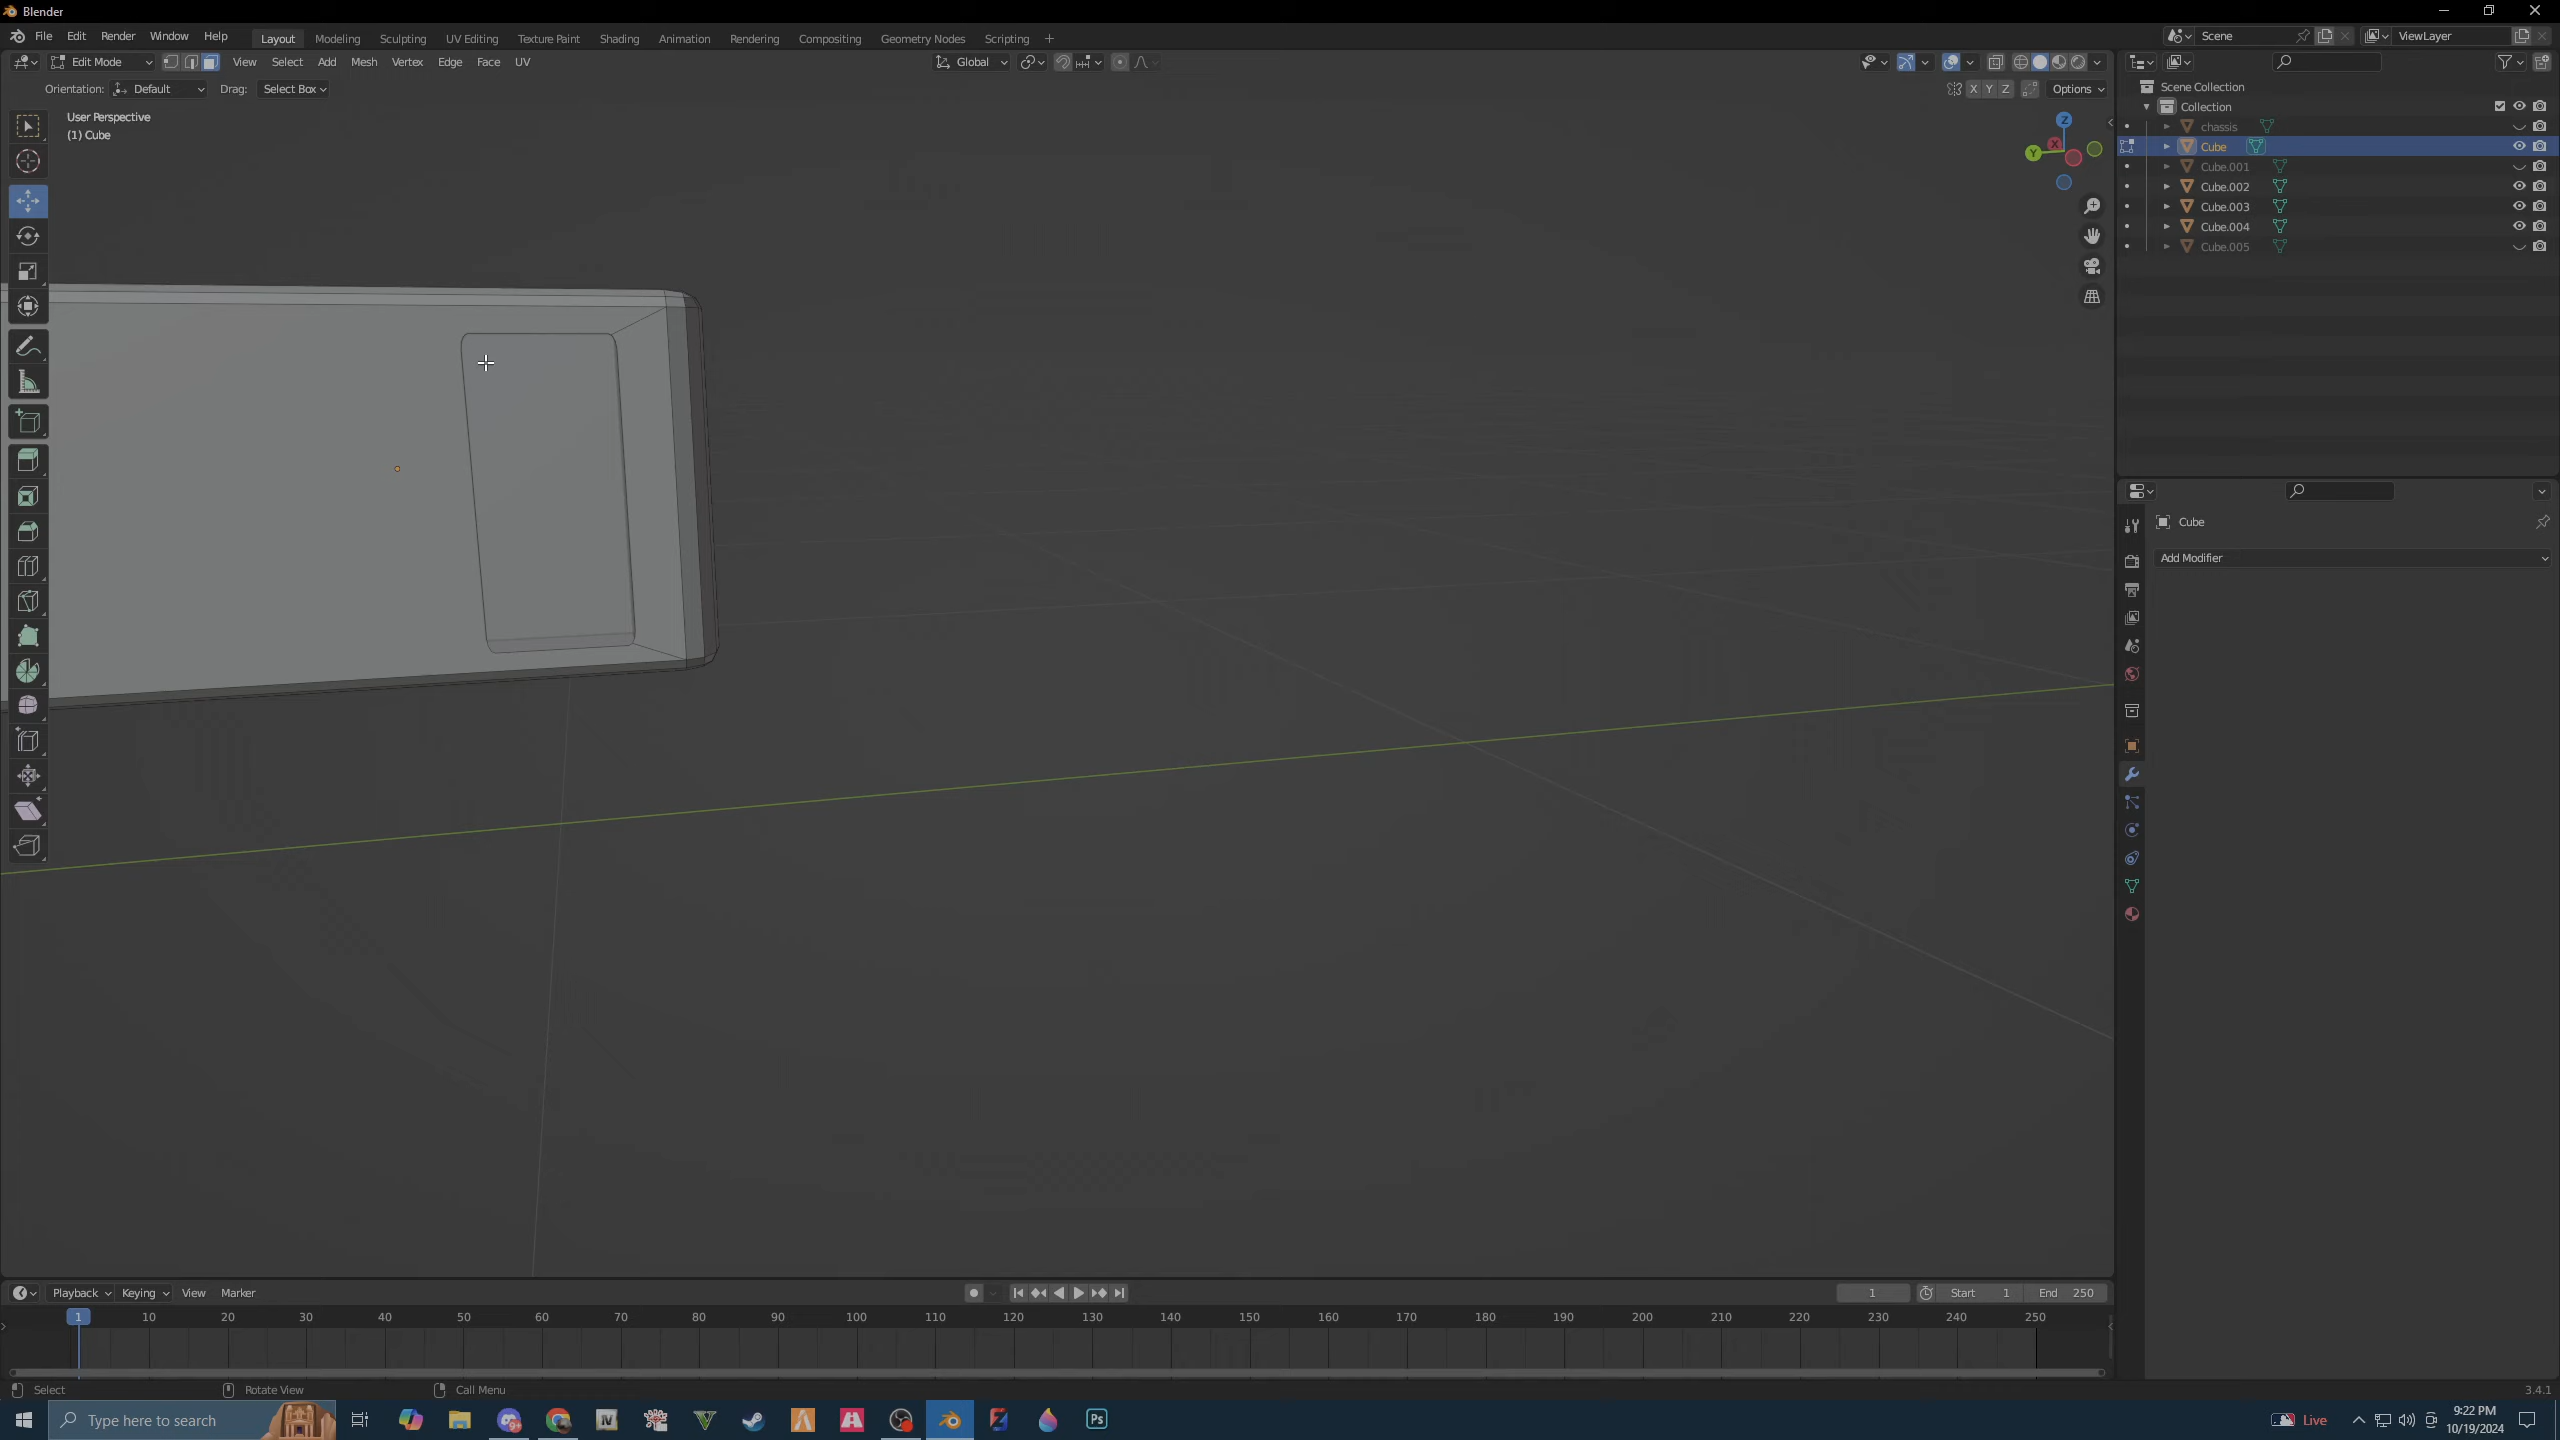 Blender
File Edit Render Window Help Layout Modeling Sculpting UV Editing Texture Paint Shading Animation Rendering Compositing Geometry Nodes Scripting + Scene ViewLayer
Edit Mode View Select Add Mesh Vertex Edge Face UV Global
Orientation: Default Drag: Select Box X Y Z Options
User Perspective
(1) Cube
Z
X
Y
Scene Collection
Collection
chassis
Cube
Cube.001
Cube.002
Cube.003
Cube.004
Cube.005
Cube
Add Modifier
Playback Keying View Marker 1 Start 1 End 250
1 10 20 30 40 50 60 70 80 90 100 110 120 130 140 150 160 170 180 190 200 210 220 230 240 250
Select Rotate View Call Menu 3.4.1
Type here to search Ps Live 9:22 PM
10/19/2024